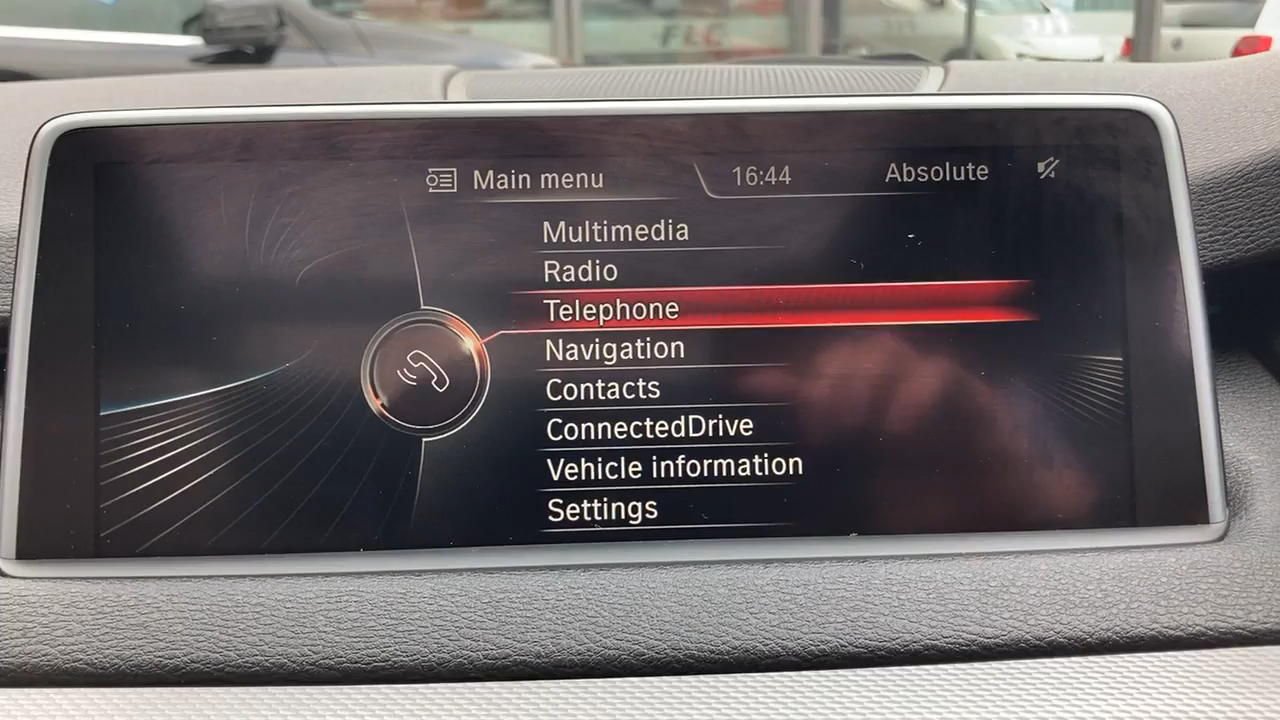 Main menu
16:44
Absolute
Multimedia
Radio
Telephone
Navigation
Contacts
ConnectedDrive
Vehicle information
Settings